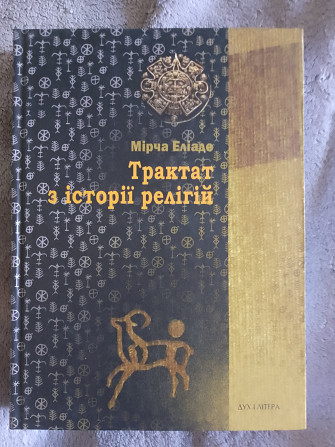 Мірча Еліаде
Трактат
з історії релігій
ДУХ І ЛІТЕРА